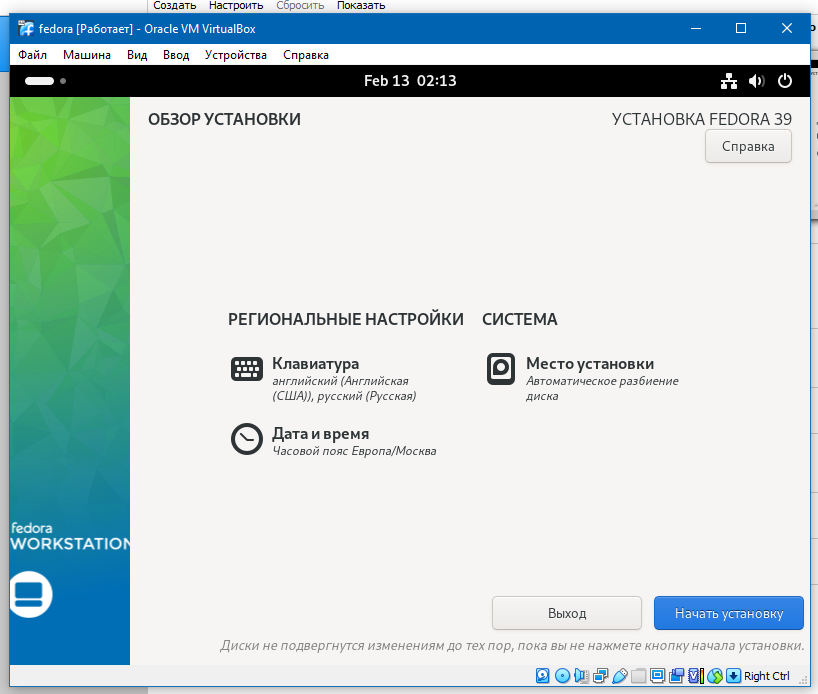 Создать Настроить Сбросить Показать
fedora [Работает] - Oracle VM VirtualBox
Файл Машина Вид Ввод Устройства Справка
Feb 13 02:13
ОБЗОР УСТАНОВКИ
УСТАНОВКА FEDORA 39
Справка
РЕГИОНАЛЬНЫЕ НАСТРОЙКИ
Клавиатура
английский (Английская
(США)), русский (Русская)
Дата и время
Часовой пояс Европа/Москва
СИСТЕМА
Место установки
Автоматическое разбиение
диска
fedora
WORKSTATION
Выход
Начать установку
Диски не подвергнутся изменениям до тех пор, пока вы не нажмете кнопку начала установки.
Right Ctrl